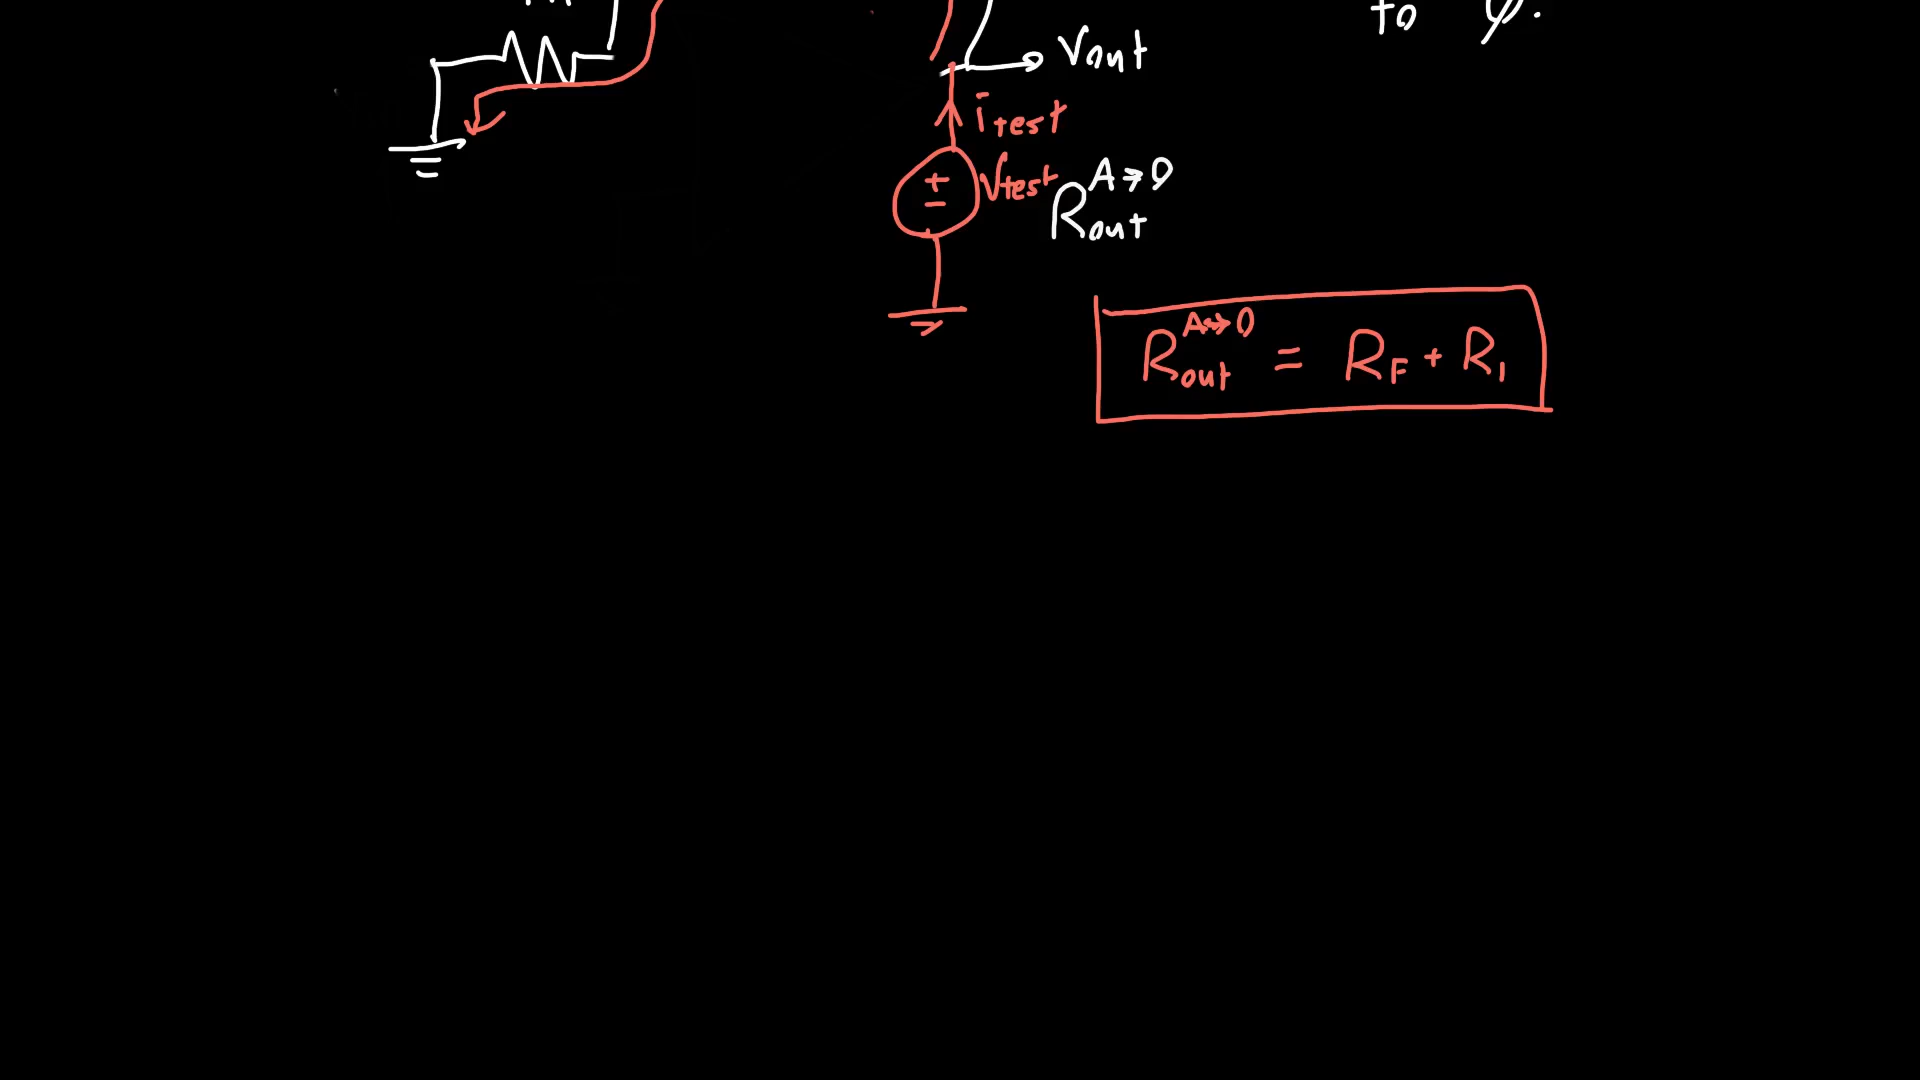 to φ.
Vout
itest
+
-
Vtest
Rout^A→0
Rout^A→0 = RF + R1